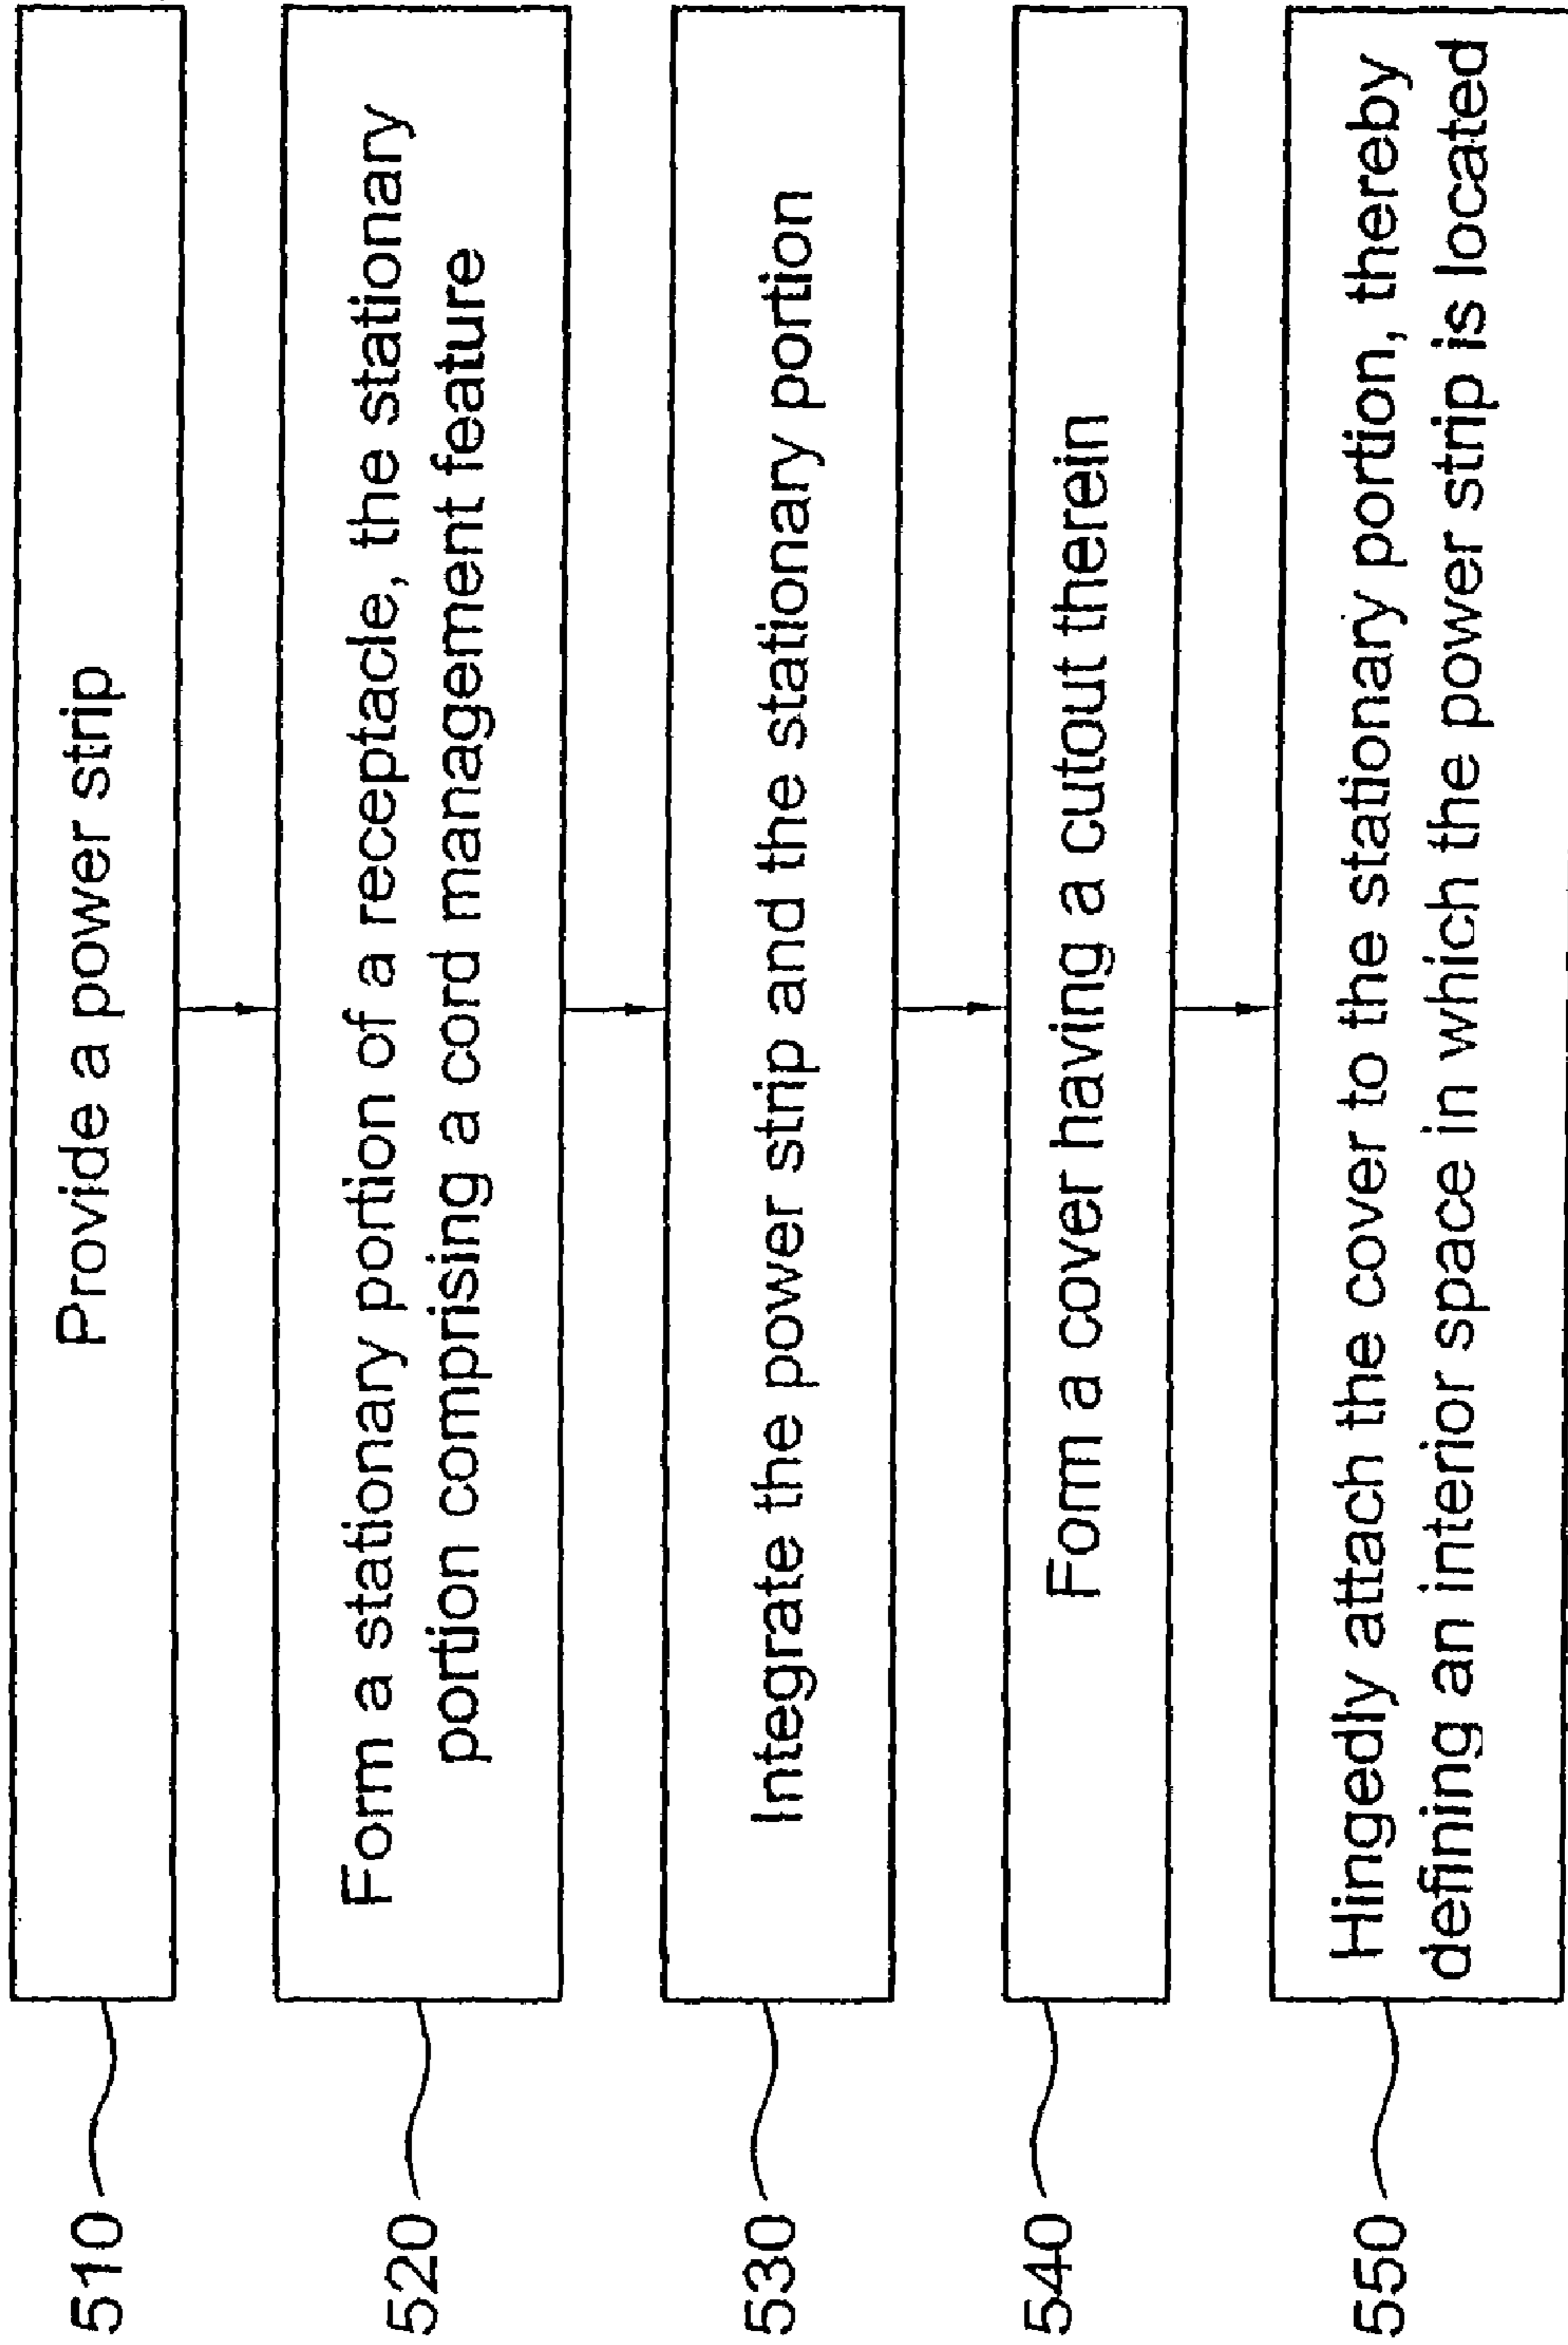 510
Provide a power strip
520
Form a stationary portion of a receptacle, the stationary
portion comprising a cord management feature
530
Integrate the power strip and the stationary portion
540
Form a cover having a cutout therein
550
Hingedly attach the cover to the stationary portion, thereby
defining an interior space in which the power strip is located